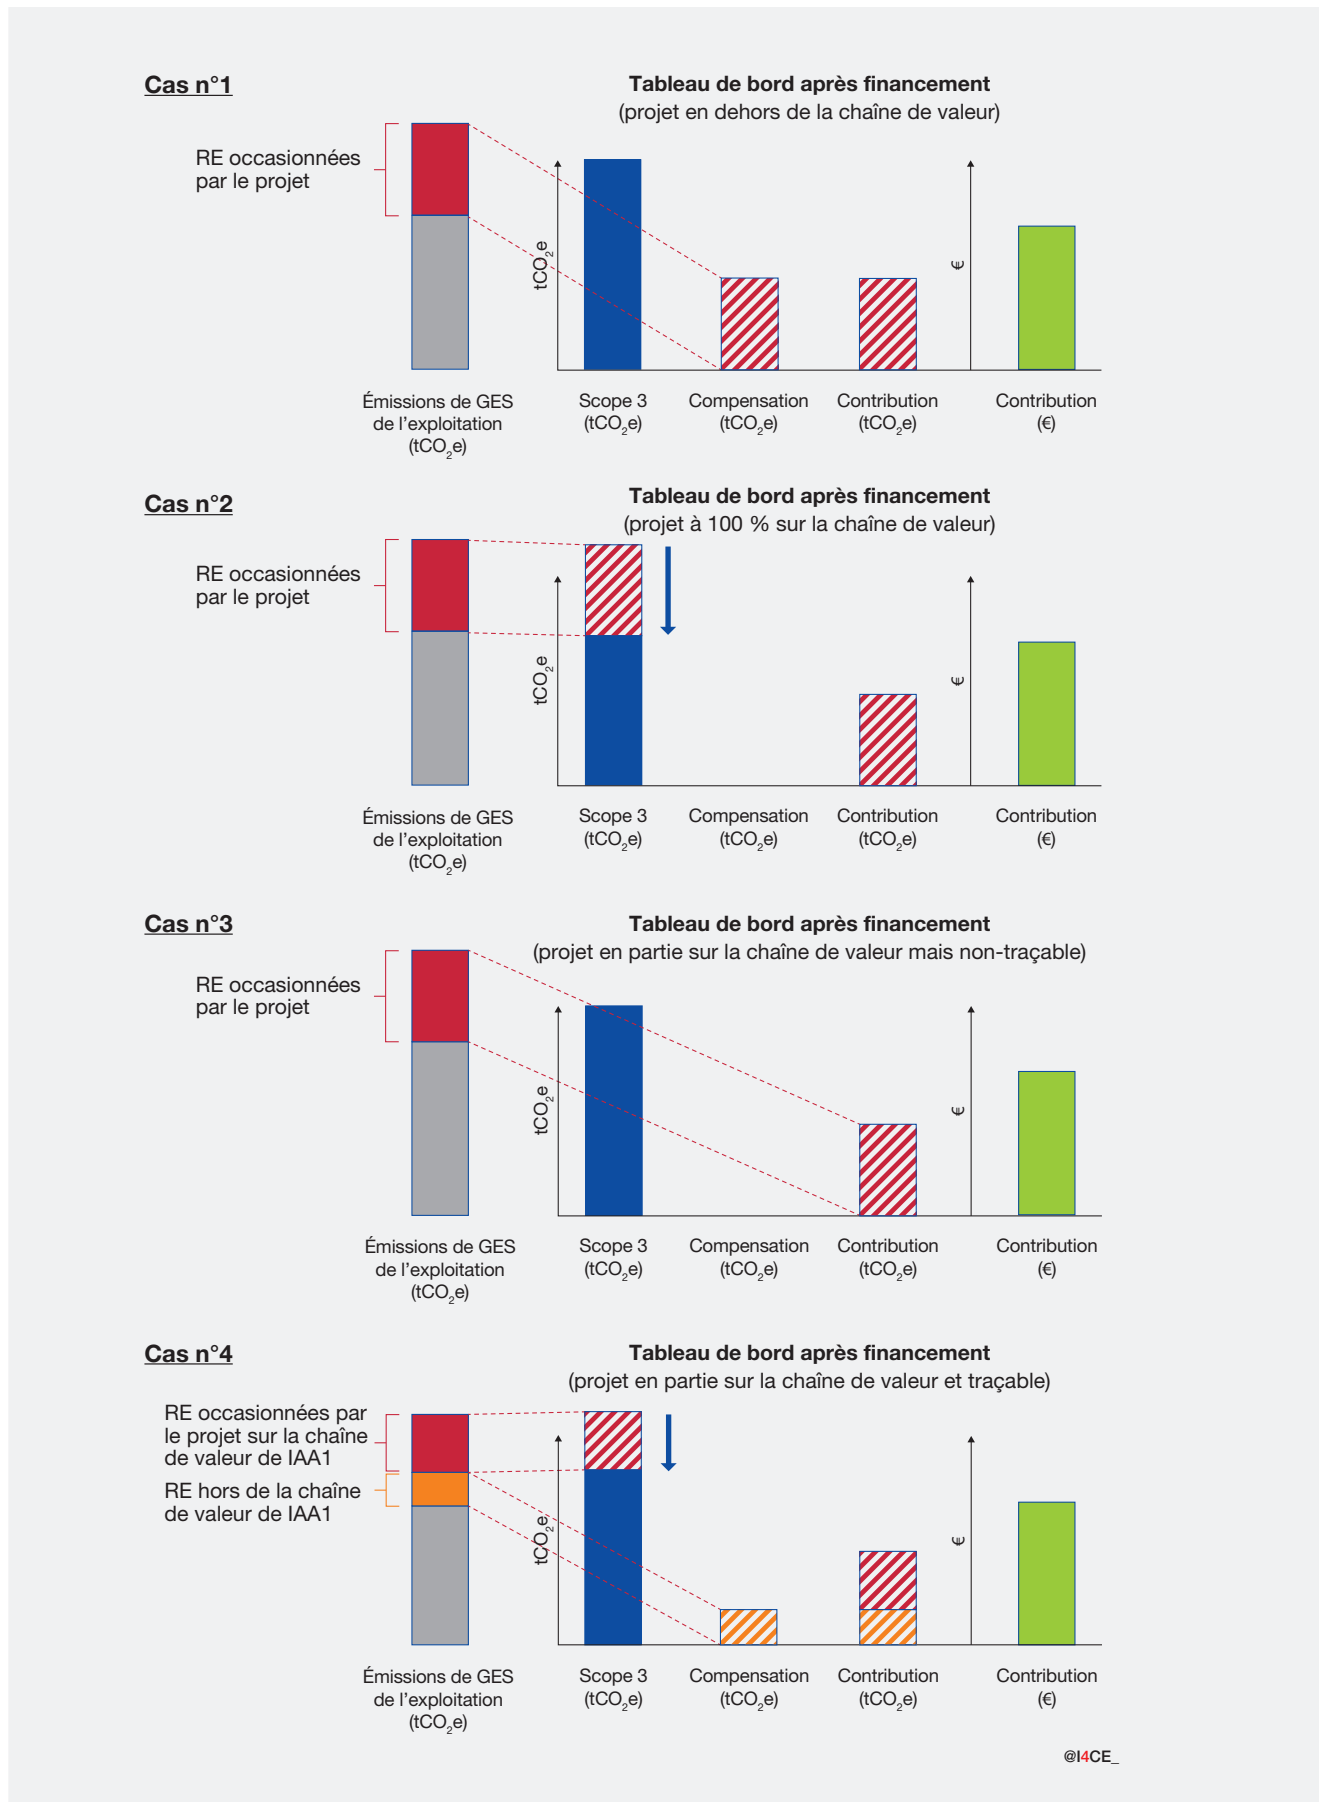 Cas n°1
Tableau de bord après financement
(projet en dehors de la chaîne de valeur)
RE occasionnées
par le projet
tCO2e
€
Émissions de GES
de l'exploitation
(tCO2e)
Scope 3
(tCO2e)
Compensation
(tCO2e)
Contribution
(tCO2e)
Contribution
(€)
Cas n°2
Tableau de bord après financement
(projet à 100 % sur la chaîne de valeur)
RE occasionnées
par le projet
tCO2e
€
Émissions de GES
de l'exploitation
(tCO2e)
Scope 3
(tCO2e)
Compensation
(tCO2e)
Contribution
(tCO2e)
Contribution
(€)
Cas n°3
Tableau de bord après financement
(projet en partie sur la chaîne de valeur mais non-traçable)
RE occasionnées
par le projet
tCO2e
€
Émissions de GES
de l'exploitation
(tCO2e)
Scope 3
(tCO2e)
Compensation
(tCO2e)
Contribution
(tCO2e)
Contribution
(€)
Cas n°4
Tableau de bord après financement
(projet en partie sur la chaîne de valeur et traçable)
RE occasionnées par
le projet sur la chaîne
de valeur de IAA1
RE hors de la chaîne
de valeur de IAA1
tCO2e
€
Émissions de GES
de l'exploitation
(tCO2e)
Scope 3
(tCO2e)
Compensation
(tCO2e)
Contribution
(tCO2e)
Contribution
(€)
@I4CE_